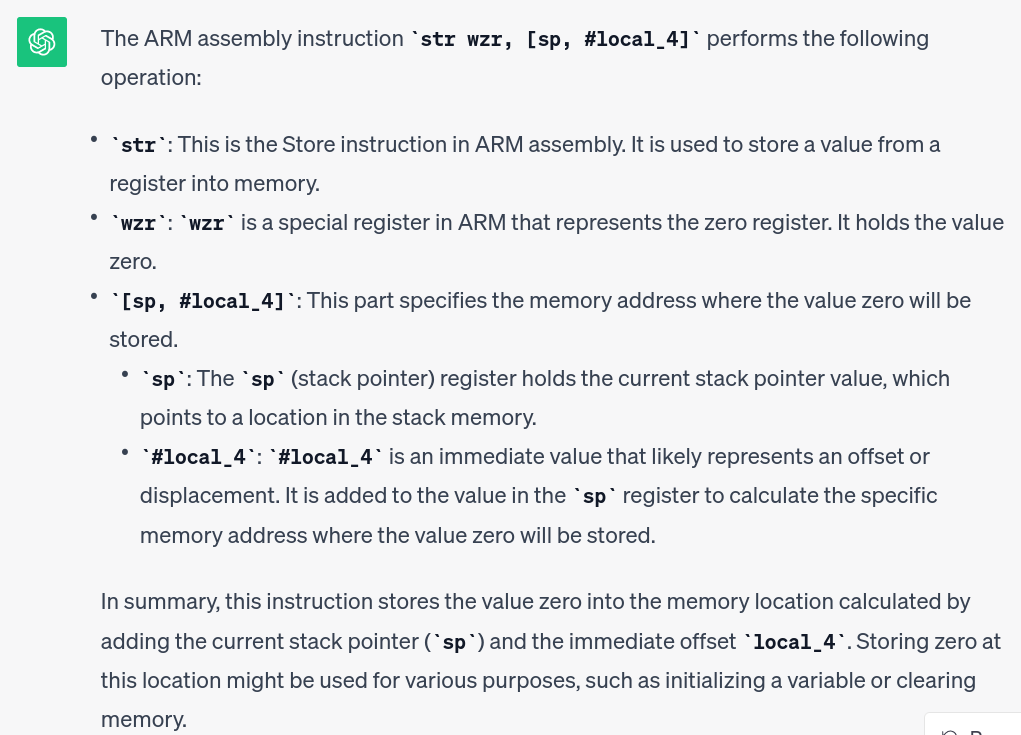 The ARM assembly instruction `str wzr, [sp, #local_4]` performs the following
operation:
• `str`: This is the Store instruction in ARM assembly. It is used to store a value from a
register into memory.
• `wzr`: `wzr` is a special register in ARM that represents the zero register. It holds the value
zero.
• `[sp, #local_4]`: This part specifies the memory address where the value zero will be
stored.
• `sp`: The `sp` (stack pointer) register holds the current stack pointer value, which
points to a location in the stack memory.
• `#local_4`: `#local_4` is an immediate value that likely represents an offset or
displacement. It is added to the value in the `sp` register to calculate the specific
memory address where the value zero will be stored.
In summary, this instruction stores the value zero into the memory location calculated by
adding the current stack pointer (`sp`) and the immediate offset `local_4`. Storing zero at
this location might be used for various purposes, such as initializing a variable or clearing
memory.